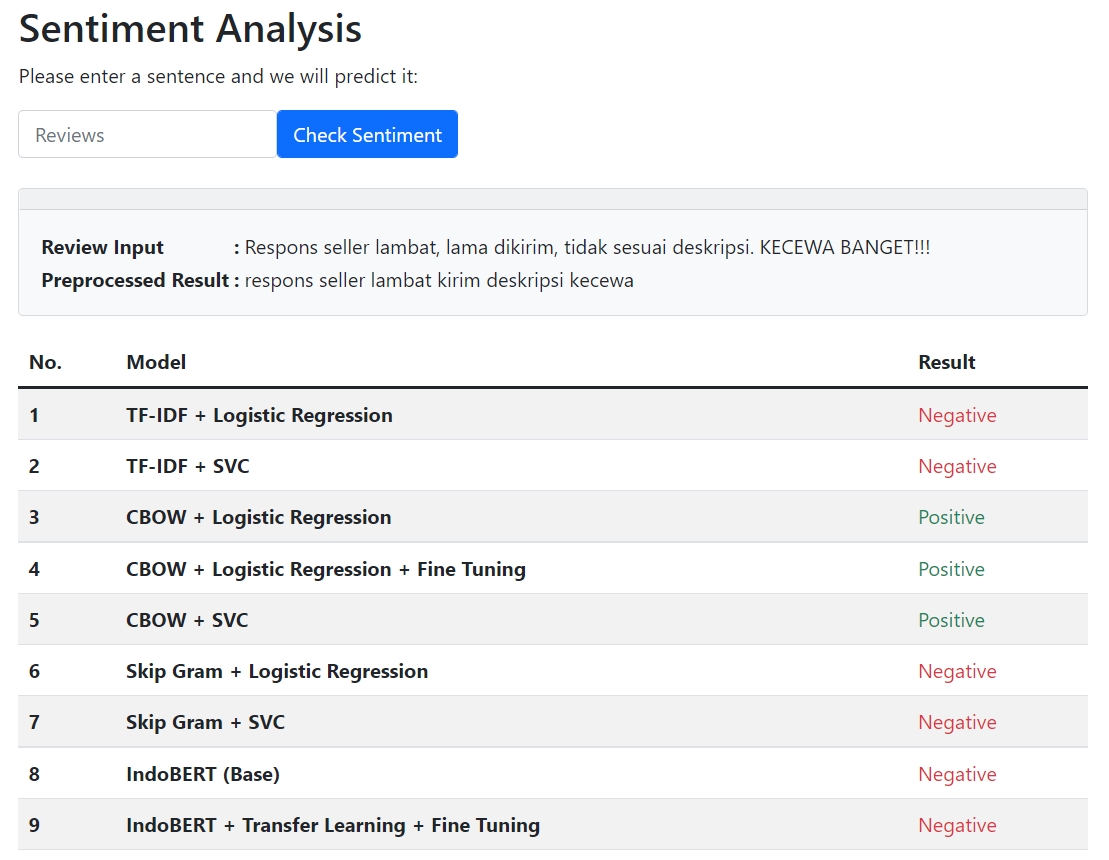 Sentiment Analysis
Please enter a sentence and we will predict it:
Reviews Check Sentiment
Review Input : Respons seller lambat, lama dikirim, tidak sesuai deskripsi. KECEWA BANGET!!!
Preprocessed Result : respons seller lambat kirim deskripsi kecewa
No. Model Result
1 TF-IDF + Logistic Regression Negative
2 TF-IDF + SVC Negative
3 CBOW + Logistic Regression Positive
4 CBOW + Logistic Regression + Fine Tuning Positive
5 CBOW + SVC Positive
6 Skip Gram + Logistic Regression Negative
7 Skip Gram + SVC Negative
8 IndoBERT (Base) Negative
9 IndoBERT + Transfer Learning + Fine Tuning Negative